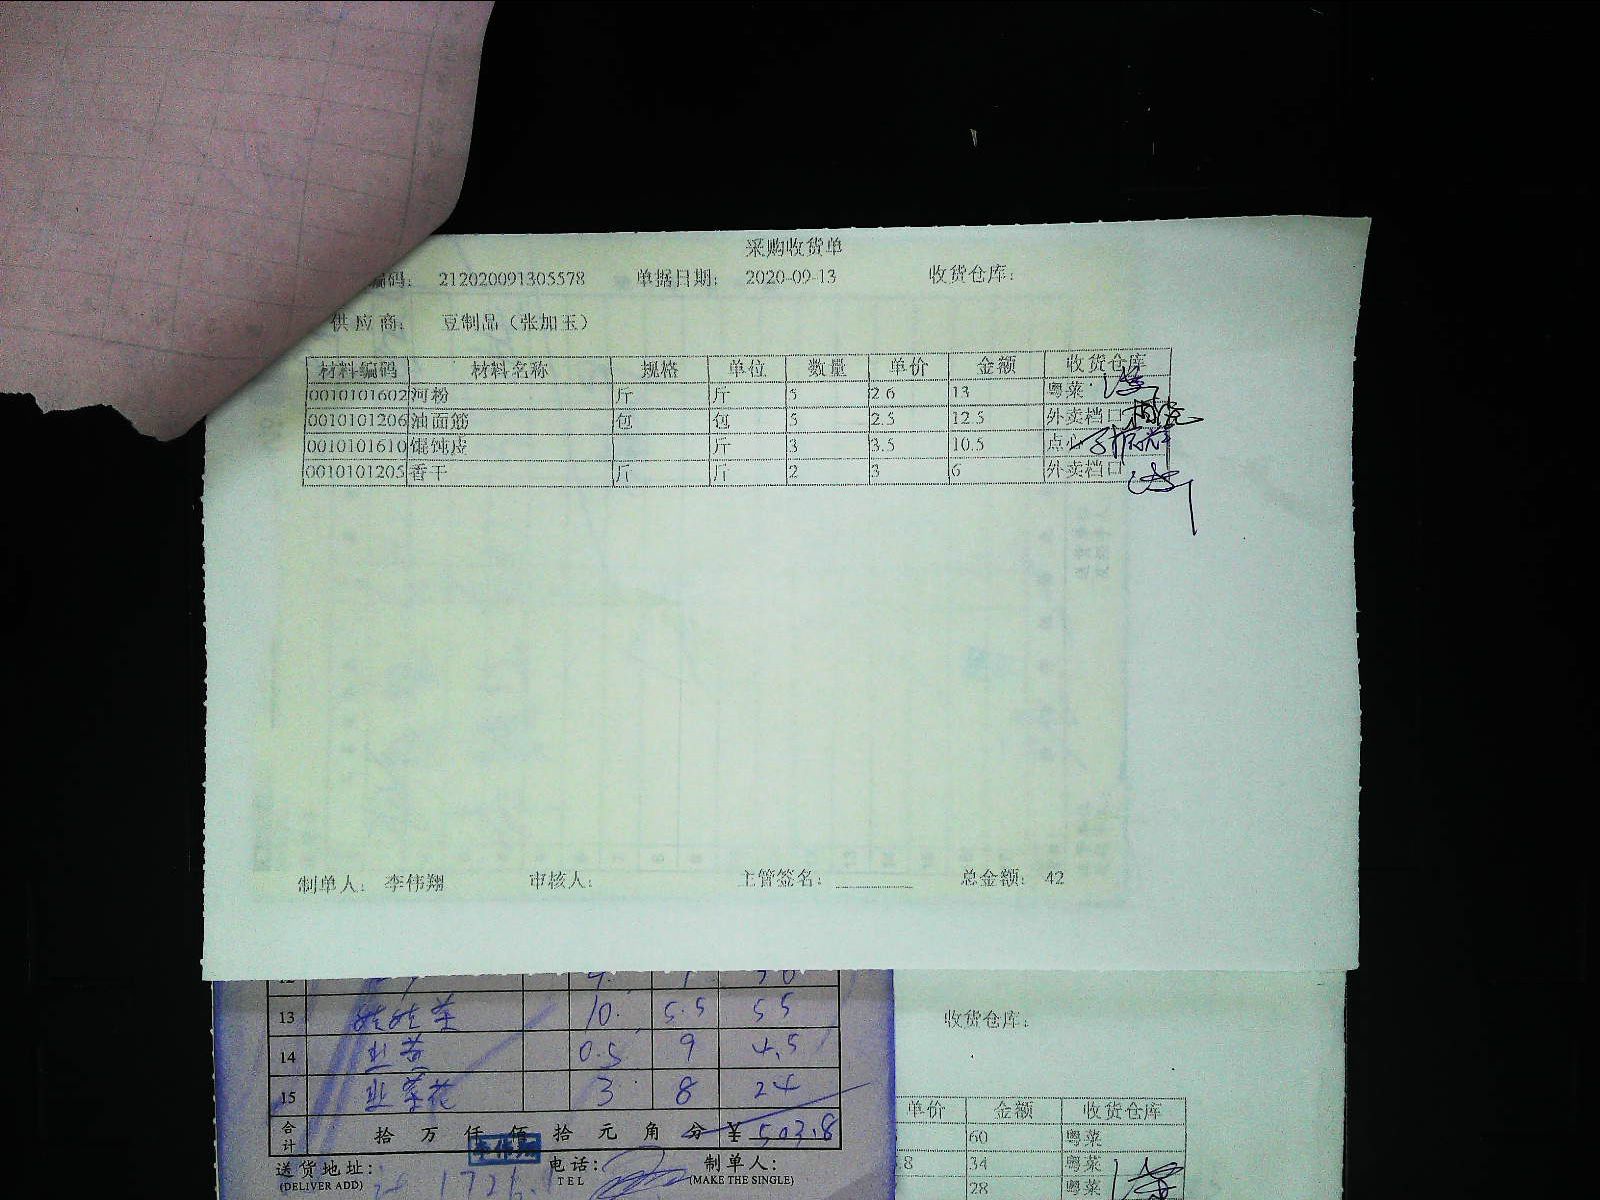 采购收货单
编码： 212020091305578 单据日期： 2020-09-13 收货仓库：
供应商： 豆制品（张加玉）
材料编码 材料名称 规格 单位 数量 单价 金额 收货仓库
0010101602 河粉 斤 斤 5 2.6 13 粤菜
0010101206 油面筋 包 包 5 2.5 12.5 外卖档口
0010101610 馄饨皮 斤 3 3.5 10.5 点心
0010101205 香干 斤 斤 2 3 6 外卖档口
制单人： 李伟翔 审核人： 主管签名： 总金额： 42
13 娃娃菜 10. 5.5 55
14 韭黄 0.5 9 4.5
15 韭菜花 3 8 24
合计 拾 万 仟 佰 拾 元 角 分 ¥ 503.8
送货地址： 电话： 制单人：
(DELIVER ADD) TEL (MAKE THE SINGLE)
收货仓库：
单价 金额 收货仓库
60 粤菜
.8 34 粤菜
28 粤菜